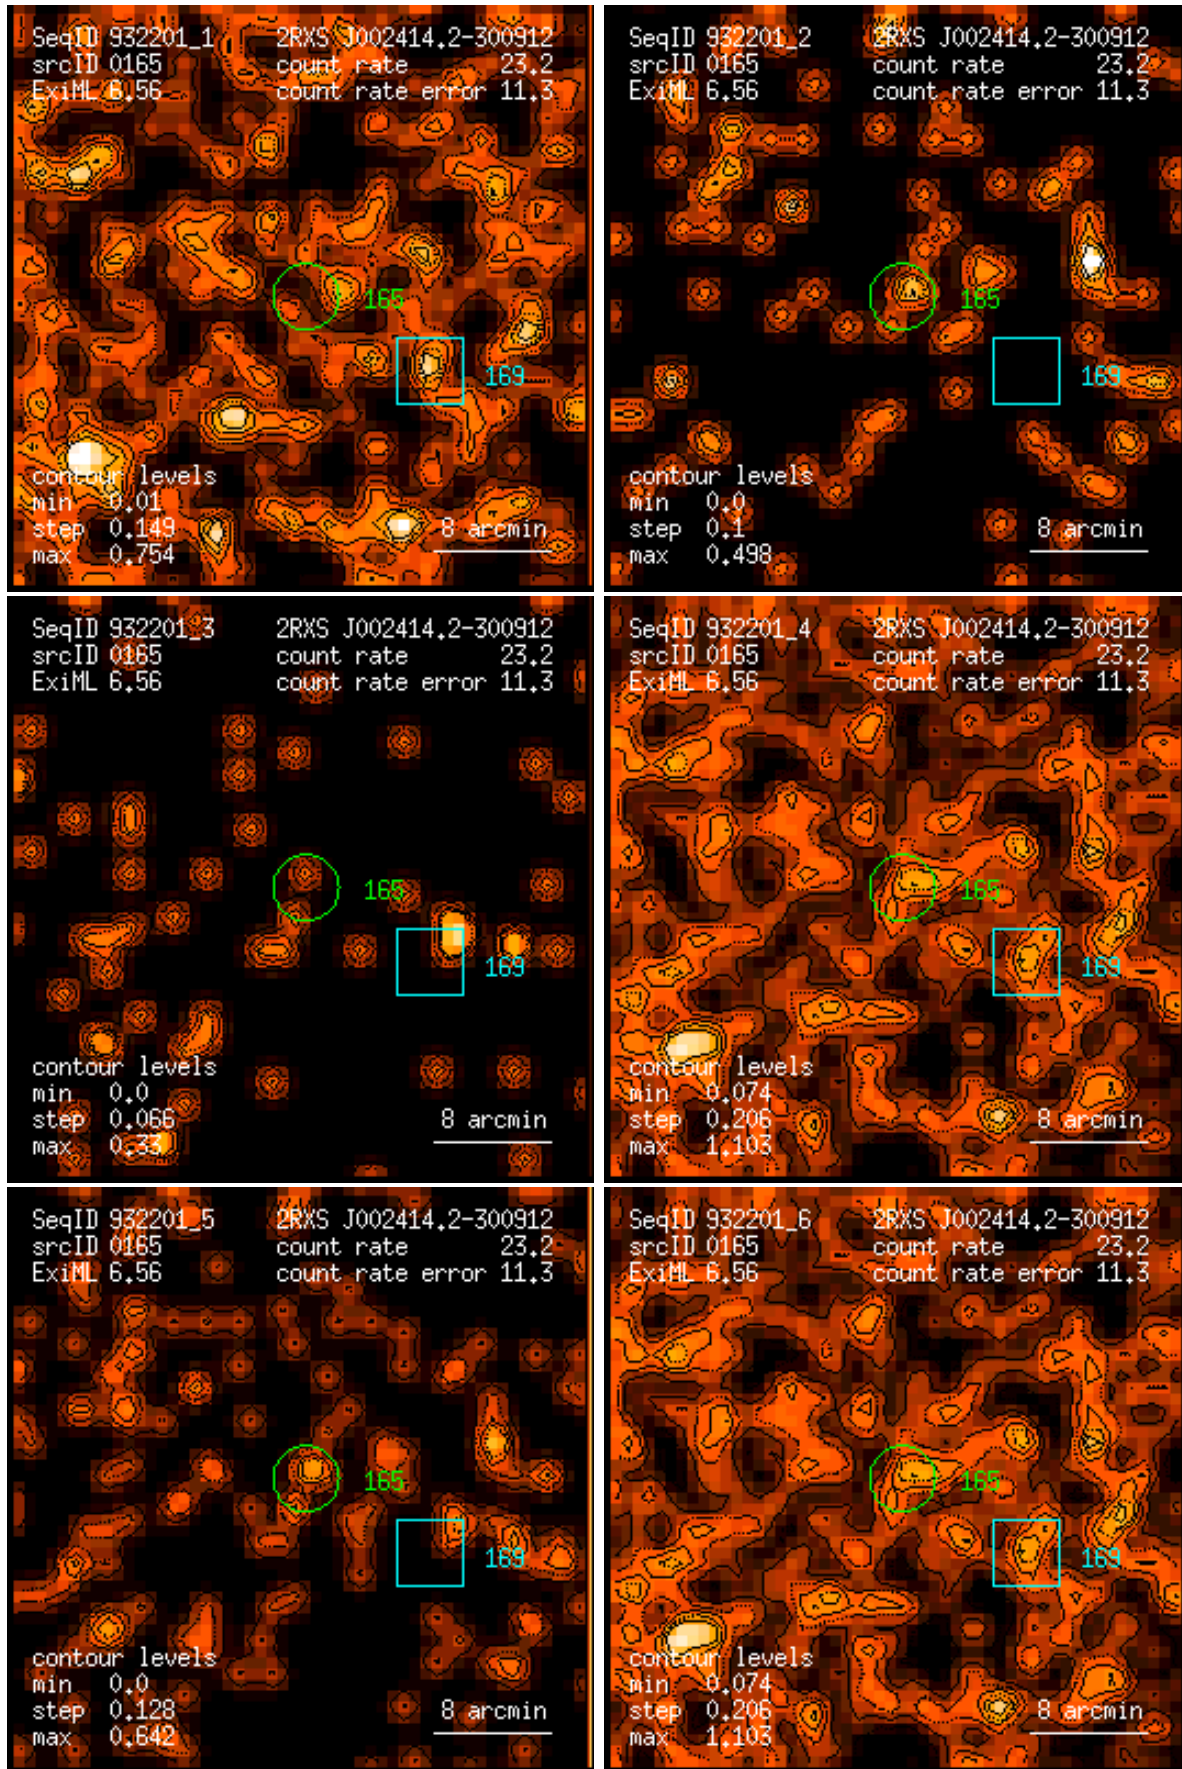 SeqID 932201_1 2RXS J002414.2-300912
srcID 0165 count rate 23.2
ExiML 6.56 count rate error 11.3
165
169
contour levels
min 0.01
step 0.149 8 arcmin
max 0.754
SeqID 932201_2 2RXS J002414.2-300912
srcID 0165 count rate 23.2
ExiML 6.56 count rate error 11.3
165
169
contour levels
min 0.0
step 0.1 8 arcmin
max 0.498
SeqID 932201_3 2RXS J002414.2-300912
srcID 0165 count rate 23.2
ExiML 6.56 count rate error 11.3
165
169
contour levels
min 0.0
step 0.066 8 arcmin
max 0.33
SeqID 932201_4 2RXS J002414.2-300912
srcID 0165 count rate 23.2
ExiML 6.56 count rate error 11.3
165
169
contour levels
min 0.074
step 0.206 8 arcmin
max 1.103
SeqID 932201_5 2RXS J002414.2-300912
srcID 0165 count rate 23.2
ExiML 6.56 count rate error 11.3
165
169
contour levels
min 0.0
step 0.128 8 arcmin
max 0.642
SeqID 932201_6 2RXS J002414.2-300912
srcID 0165 count rate 23.2
ExiML 6.56 count rate error 11.3
165
169
contour levels
min 0.074
step 0.206 8 arcmin
max 1.103